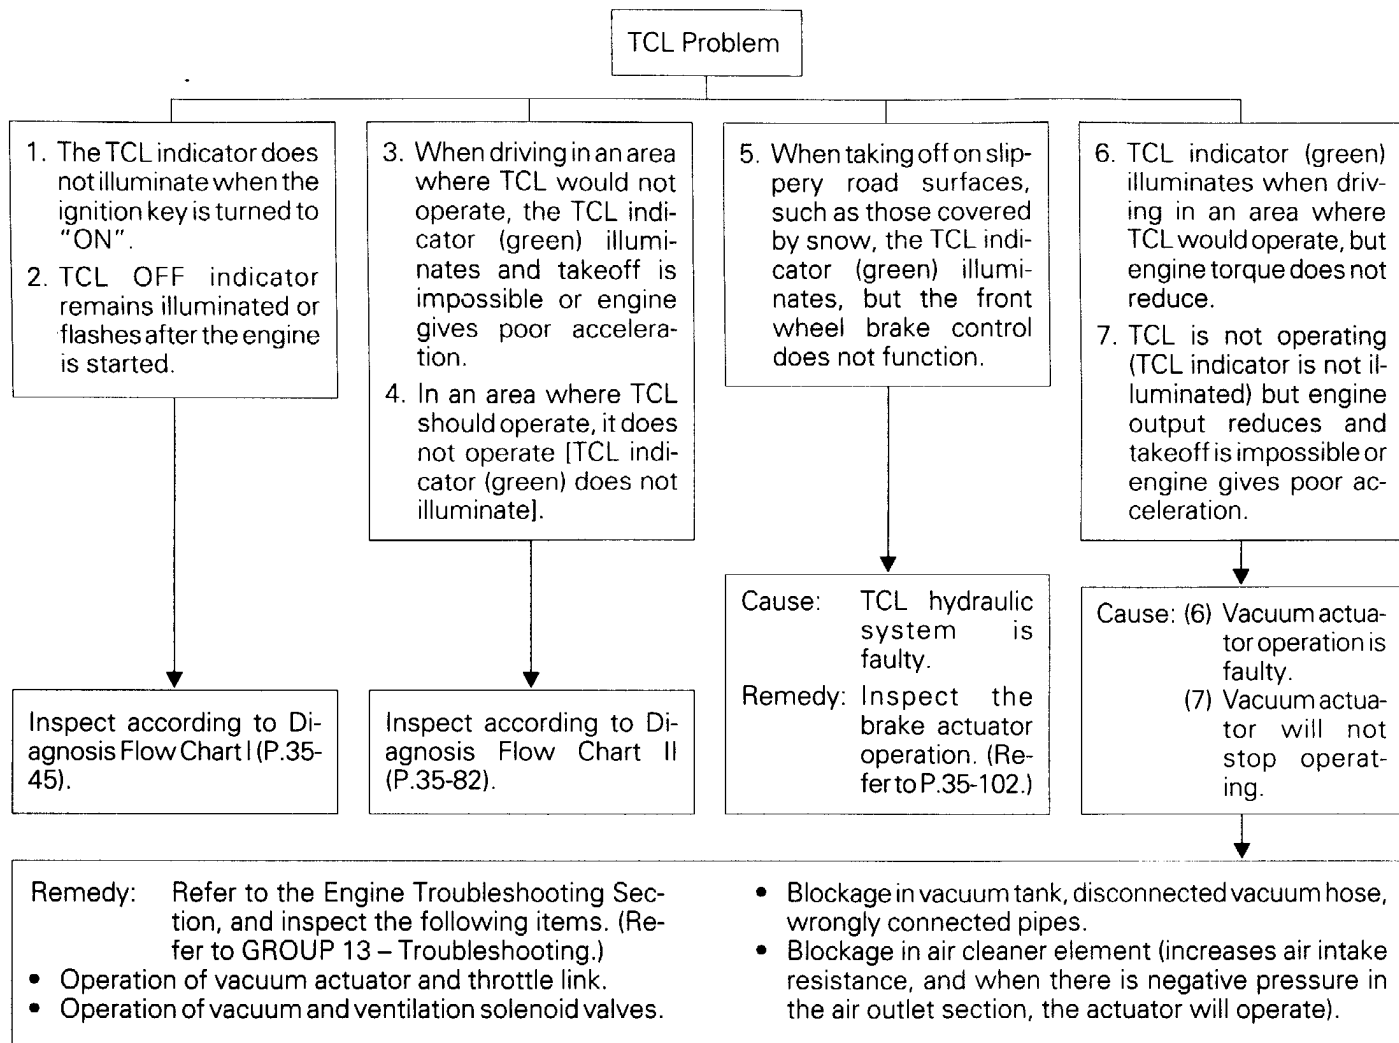 TCL Problem
1. The TCL indicator does
not illuminate when the
ignition key is turned to
"ON".
2. TCL OFF indicator
remains illuminated or
flashes after the engine
is started.
3. When driving in an area
where TCL would not
operate, the TCL indi-
cator (green) illumi-
nates and takeoff is
impossible or engine
gives poor accelera-
tion.
4. In an area where TCL
should operate, it does
not operate [TCL indi-
cator (green) does not
illuminate].
5. When taking off on slip-
pery road surfaces,
such as those covered
by snow, the TCL indi-
cator (green) illumi-
nates, but the front
wheel brake control
does not function.
6. TCL indicator (green)
illuminates when driv-
ing in an area where
TCL would operate, but
engine torque does not
reduce.
7. TCL is not operating
(TCL indicator is not il-
luminated) but engine
output reduces and
takeoff is impossible or
engine gives poor ac-
celeration.
Inspect according to Di-
agnosis Flow Chart I (P.35-
45).
Inspect according to Di-
agnosis Flow Chart II
(P.35-82).
Cause: TCL hydraulic
system is
faulty.
Remedy: Inspect the
brake actuator
operation. (Re-
fer to P.35-102.)
Cause: (6) Vacuum actua-
tor operation is
faulty.
(7) Vacuum actua-
tor will not
stop operat-
ing.
Remedy: Refer to the Engine Troubleshooting Sec-
tion, and inspect the following items. (Re-
fer to GROUP 13 – Troubleshooting.)
• Operation of vacuum actuator and throttle link.
• Operation of vacuum and ventilation solenoid valves.
• Blockage in vacuum tank, disconnected vacuum hose,
wrongly connected pipes.
• Blockage in air cleaner element (increases air intake
resistance, and when there is negative pressure in
the air outlet section, the actuator will operate).